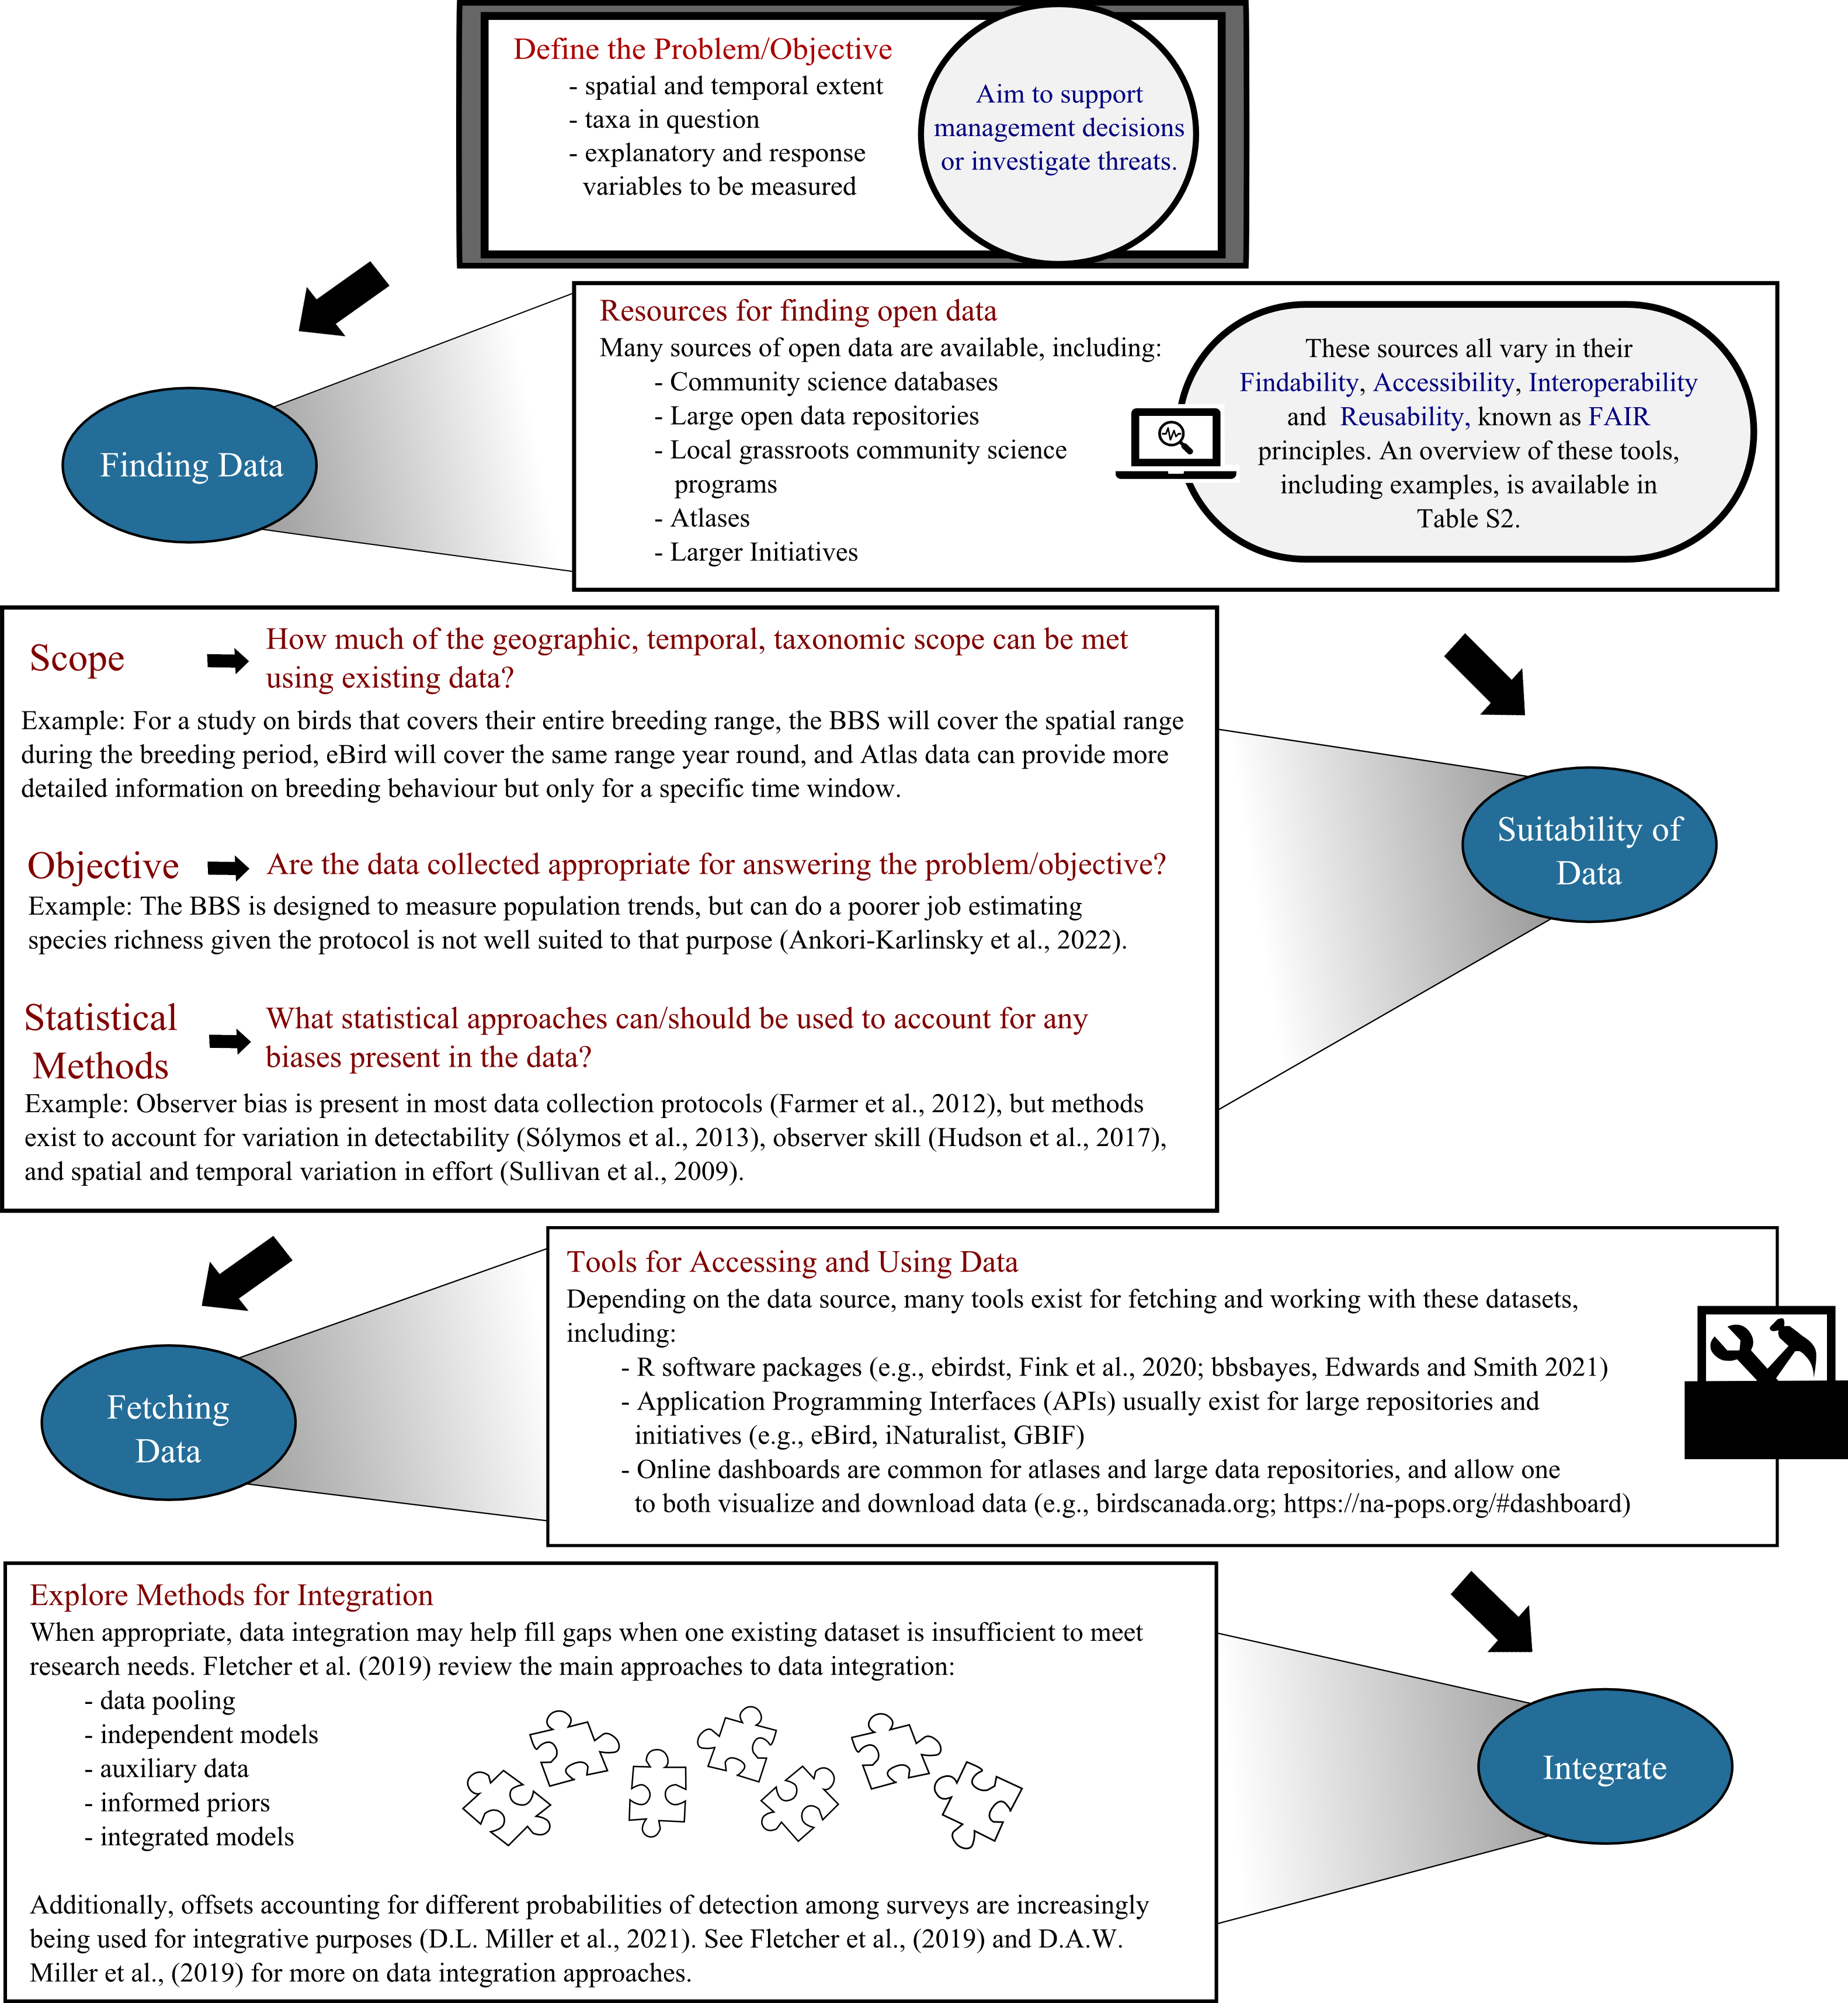 Define the Problem/Objective
- spatial and temporal extent
- taxa in question
- explanatory and response
variables to be measured
Aim to support
management decisions
or investigate threats.
Finding Data
Resources for finding open data
Many sources of open data are available, including:
- Community science databases
- Large open data repositories
- Local grassroots community science
programs
- Atlases
- Larger Initiatives
These sources all vary in their
Findability, Accessibility, Interoperability
and Reusability, known as FAIR
principles. An overview of these tools,
including examples, is available in
Table S2.
Suitability of
Data
Scope
How much of the geographic, temporal, taxonomic scope can be met
using existing data?
Example: For a study on birds that covers their entire breeding range, the BBS will cover the spatial range
during the breeding period, eBird will cover the same range year round, and Atlas data can provide more
detailed information on breeding behaviour but only for a specific time window.
Objective
Are the data collected appropriate for answering the problem/objective?
Example: The BBS is designed to measure population trends, but can do a poorer job estimating
species richness given the protocol is not well suited to that purpose (Ankori-Karlinsky et al., 2022).
Statistical
Methods
What statistical approaches can/should be used to account for any
biases present in the data?
Example: Observer bias is present in most data collection protocols (Farmer et al., 2012), but methods
exist to account for variation in detectability (Sólymos et al., 2013), observer skill (Hudson et al., 2017),
and spatial and temporal variation in effort (Sullivan et al., 2009).
Fetching
Data
Tools for Accessing and Using Data
Depending on the data source, many tools exist for fetching and working with these datasets,
including:
- R software packages (e.g., ebirdst, Fink et al., 2020; bbsbayes, Edwards and Smith 2021)
- Application Programming Interfaces (APIs) usually exist for large repositories and
initiatives (e.g., eBird, iNaturalist, GBIF)
- Online dashboards are common for atlases and large data repositories, and allow one
to both visualize and download data (e.g., birdscanada.org; https://na-pops.org/#dashboard)
Integrate
Explore Methods for Integration
When appropriate, data integration may help fill gaps when one existing dataset is insufficient to meet
research needs. Fletcher et al. (2019) review the main approaches to data integration:
- data pooling
- independent models
- auxiliary data
- informed priors
- integrated models
Additionally, offsets accounting for different probabilities of detection among surveys are increasingly
being used for integrative purposes (D.L. Miller et al., 2021). See Fletcher et al., (2019) and D.A.W.
Miller et al., (2019) for more on data integration approaches.